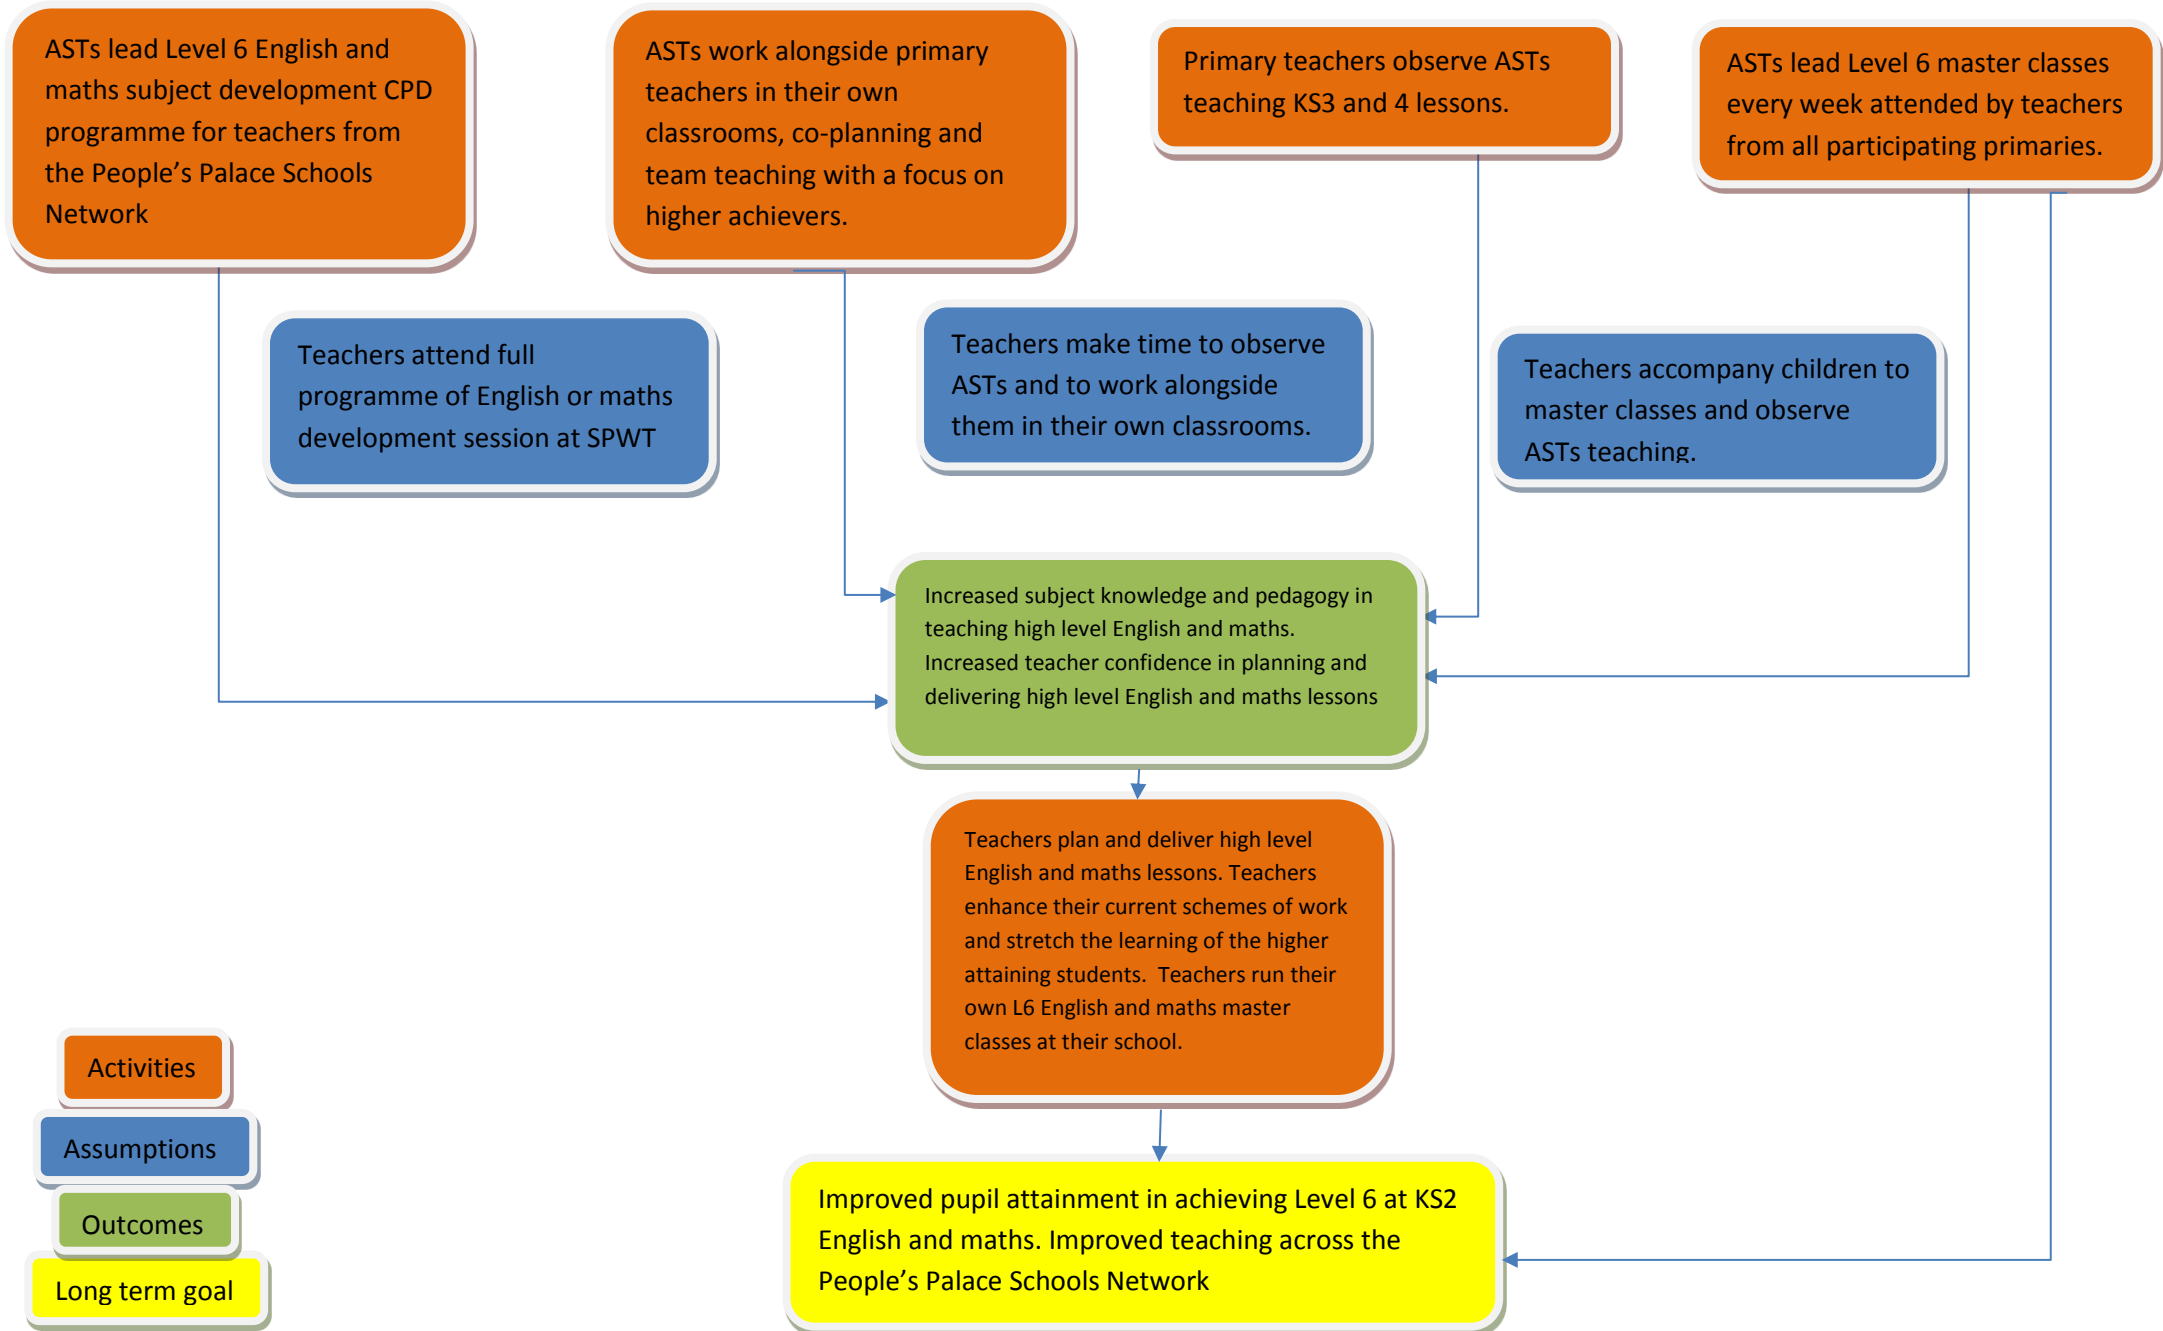 ASTs lead Level 6 English and
maths subject development CPD
programme for teachers from
the People’s Palace Schools
Network
ASTs work alongside primary
teachers in their own
classrooms, co-planning and
team teaching with a focus on
higher achievers.
Primary teachers observe ASTs
teaching KS3 and 4 lessons.
ASTs lead Level 6 master classes
every week attended by teachers
from all participating primaries.
Teachers attend full
programme of English or maths
development session at SPWT
Teachers make time to observe
ASTs and to work alongside
them in their own classrooms.
Teachers accompany children to
master classes and observe
ASTs teaching.
Increased subject knowledge and pedagogy in
teaching high level English and maths.
Increased teacher confidence in planning and
delivering high level English and maths lessons
Teachers plan and deliver high level
English and maths lessons. Teachers
enhance their current schemes of work
and stretch the learning of the higher
attaining students.  Teachers run their
own L6 English and maths master
classes at their school.
Activities
Assumptions
Outcomes
Long term goal
Improved pupil attainment in achieving Level 6 at KS2
English and maths. Improved teaching across the
People’s Palace Schools Network